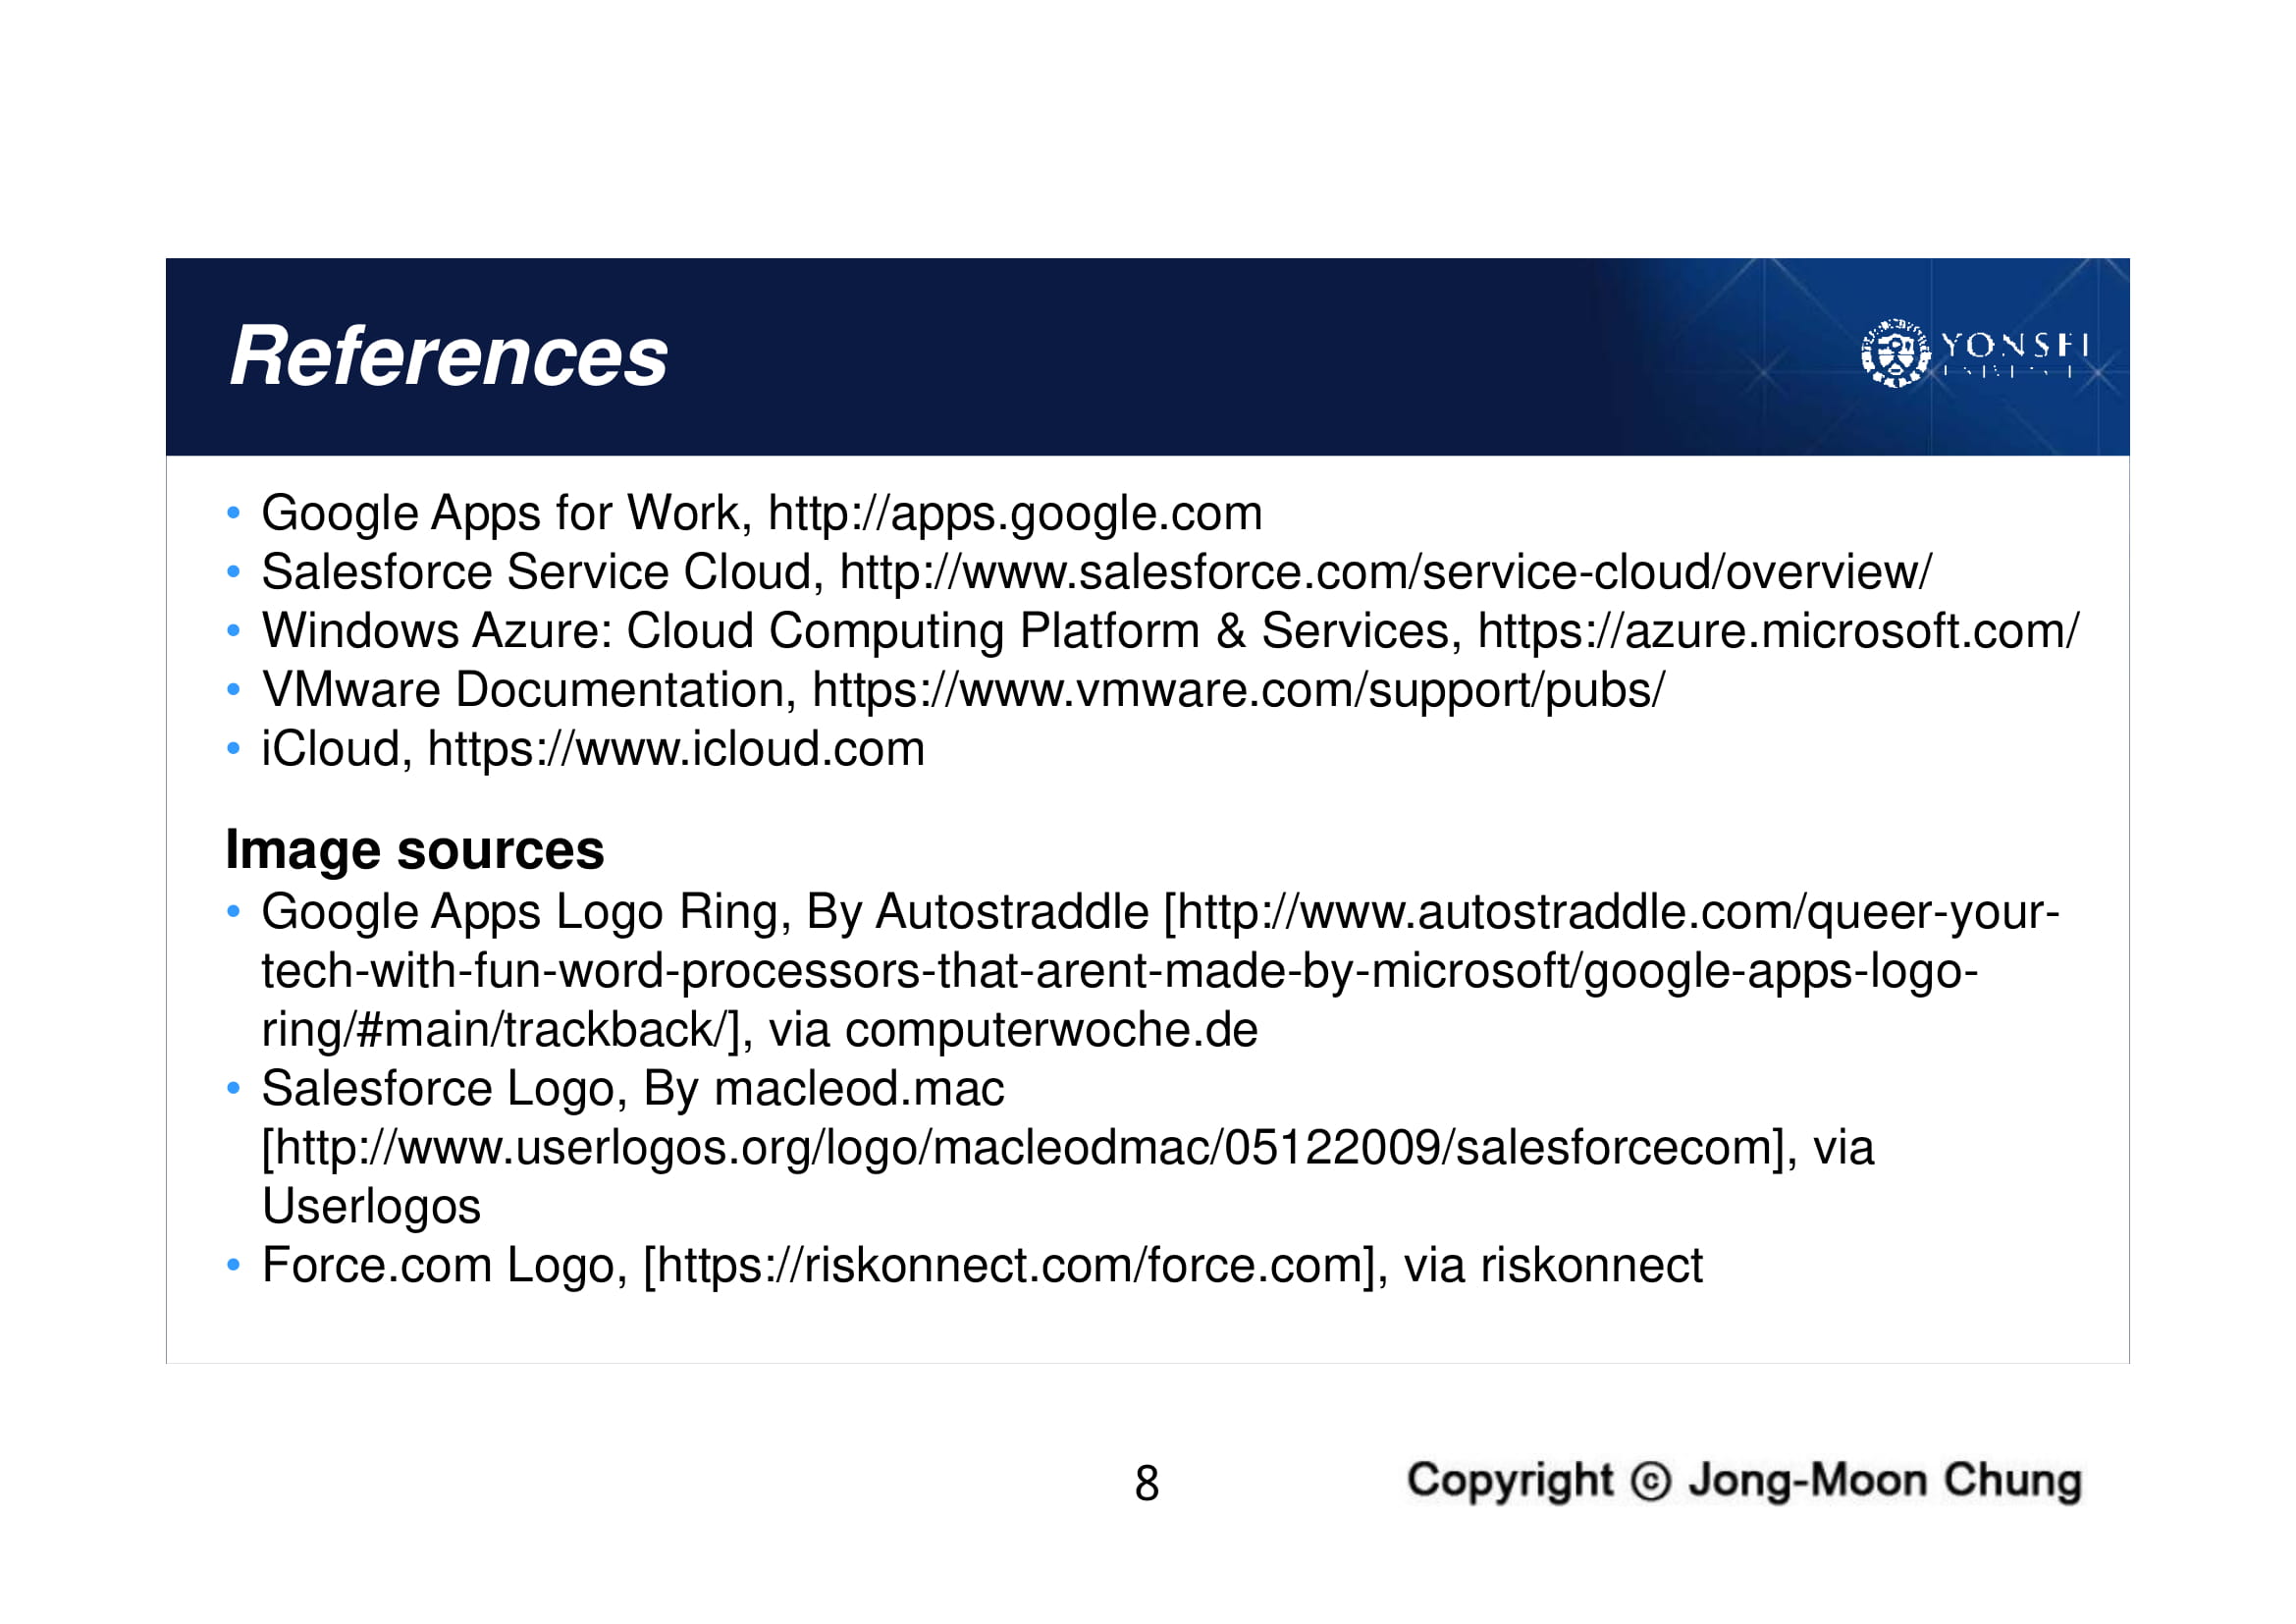 References
YONSEI
• Google Apps for Work, http://apps.google.com
• Salesforce Service Cloud, http://www.salesforce.com/service-cloud/overview/
• Windows Azure: Cloud Computing Platform & Services, https://azure.microsoft.com/
• VMware Documentation, https://www.vmware.com/support/pubs/
• iCloud, https://www.icloud.com
Image sources
• Google Apps Logo Ring, By Autostraddle [http://www.autostraddle.com/queer-your-
tech-with-fun-word-processors-that-arent-made-by-microsoft/google-apps-logo-
ring/#main/trackback/], via computerwoche.de
• Salesforce Logo, By macleod.mac
[http://www.userlogos.org/logo/macleodmac/05122009/salesforcecom], via
Userlogos
• Force.com Logo, [https://riskonnect.com/force.com], via riskonnect
8
Copyright © Jong-Moon Chung